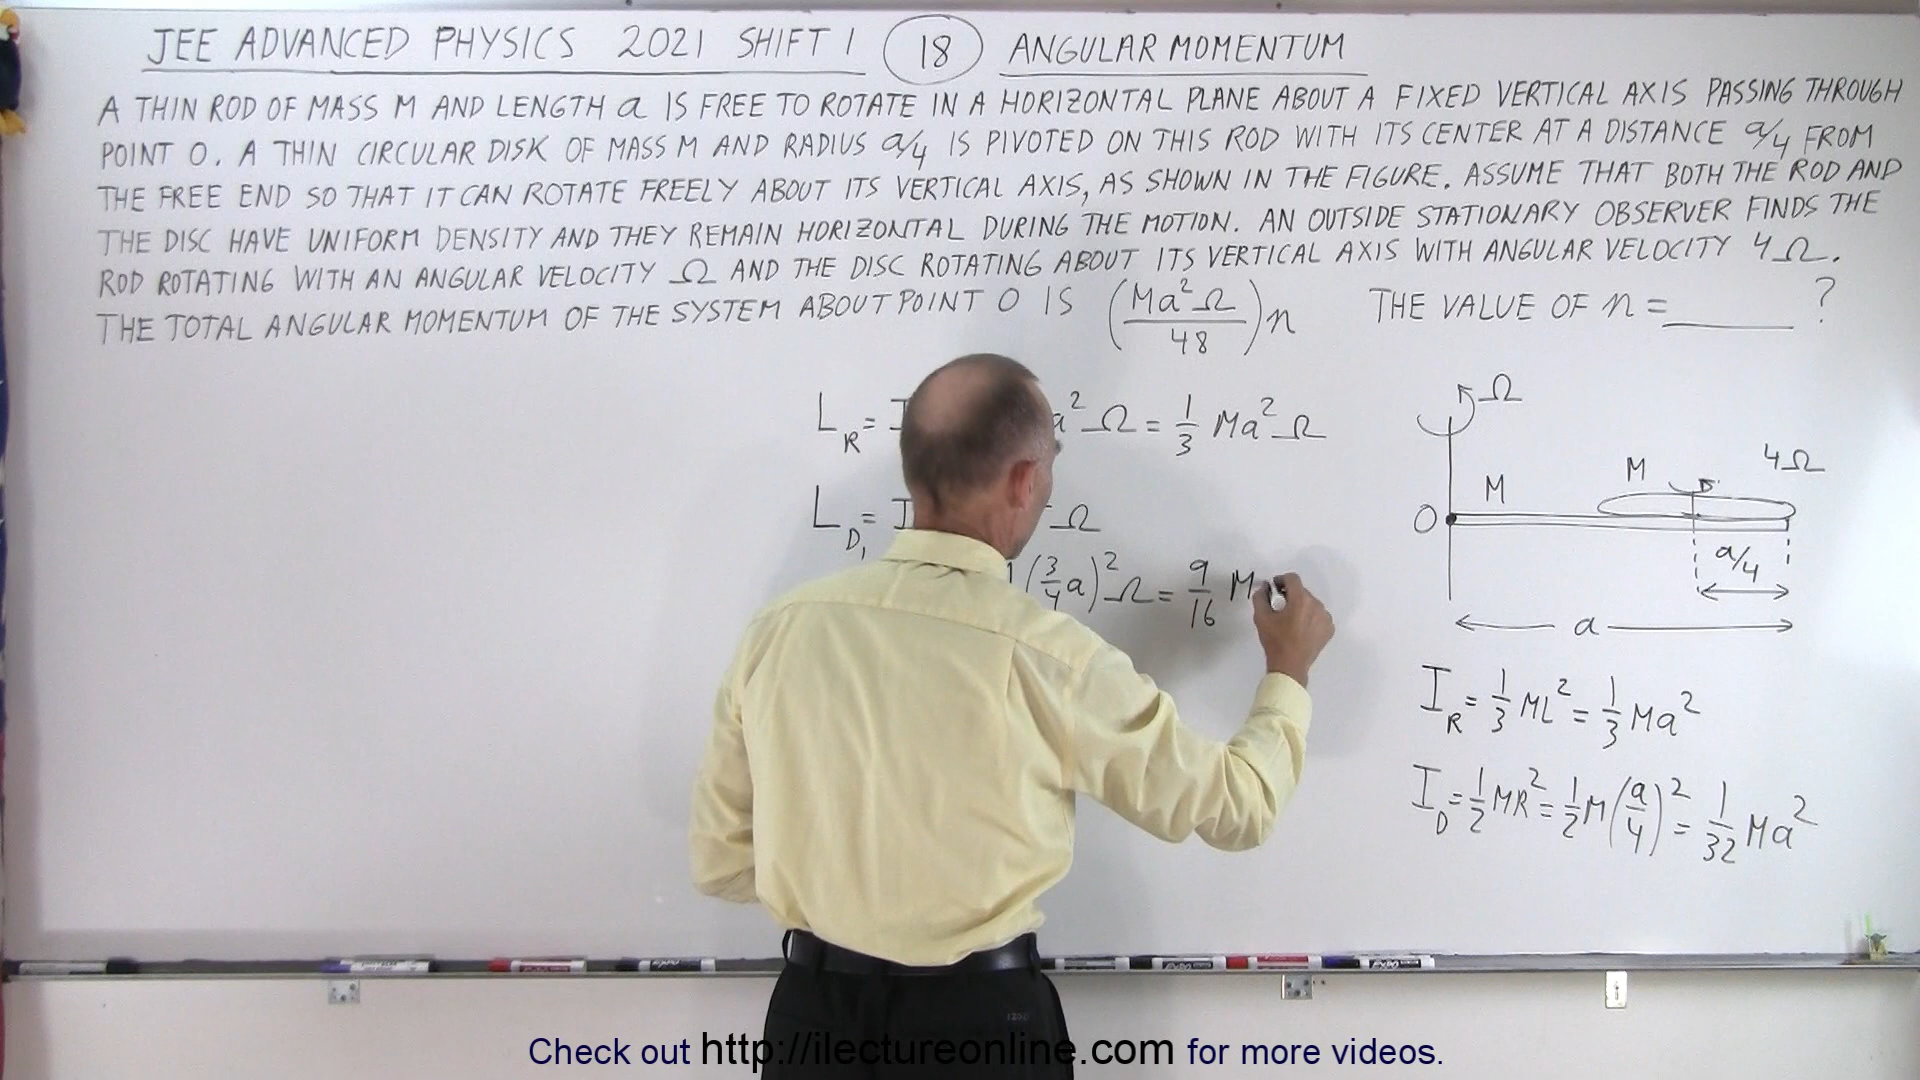 JEE ADVANCED PHYSICS 2021 SHIFT 1 18 ANGULAR MOMENTUM
A THIN ROD OF MASS M AND LENGTH a IS FREE TO ROTATE IN A HORIZONTAL PLANE ABOUT A FIXED VERTICAL AXIS PASSING THROUGH
POINT O. A THIN CIRCULAR DISK OF MASS M AND RADIUS a/4 IS PIVOTED ON THIS ROD WITH ITS CENTER AT A DISTANCE a/4 FROM
THE FREE END SO THAT IT CAN ROTATE FREELY ABOUT ITS VERTICAL AXIS, AS SHOWN IN THE FIGURE. ASSUME THAT BOTH THE ROD AND
THE DISC HAVE UNIFORM DENSITY AND THEY REMAIN HORIZONTAL DURING THE MOTION. AN OUTSIDE STATIONARY OBSERVER FINDS THE
ROD ROTATING WITH AN ANGULAR VELOCITY Ω AND THE DISC ROTATING ABOUT ITS VERTICAL AXIS WITH ANGULAR VELOCITY 4Ω.
THE TOTAL ANGULAR MOMENTUM OF THE SYSTEM ABOUT POINT O IS (Ma²Ω/48)n THE VALUE OF n = ______ ?
L_R = I a²Ω = 1/3 Ma²Ω
L_D₁ = Ω
(3/4 a)²Ω = 9/16 M
Ω
M M 4Ω
O
a/4
a
I_R = 1/3 ML² = 1/3 Ma²
I_D = 1/2 MR² = 1/2 M(a/4)² = 1/32 Ma²
Check out http://ilectureonline.com for more videos.